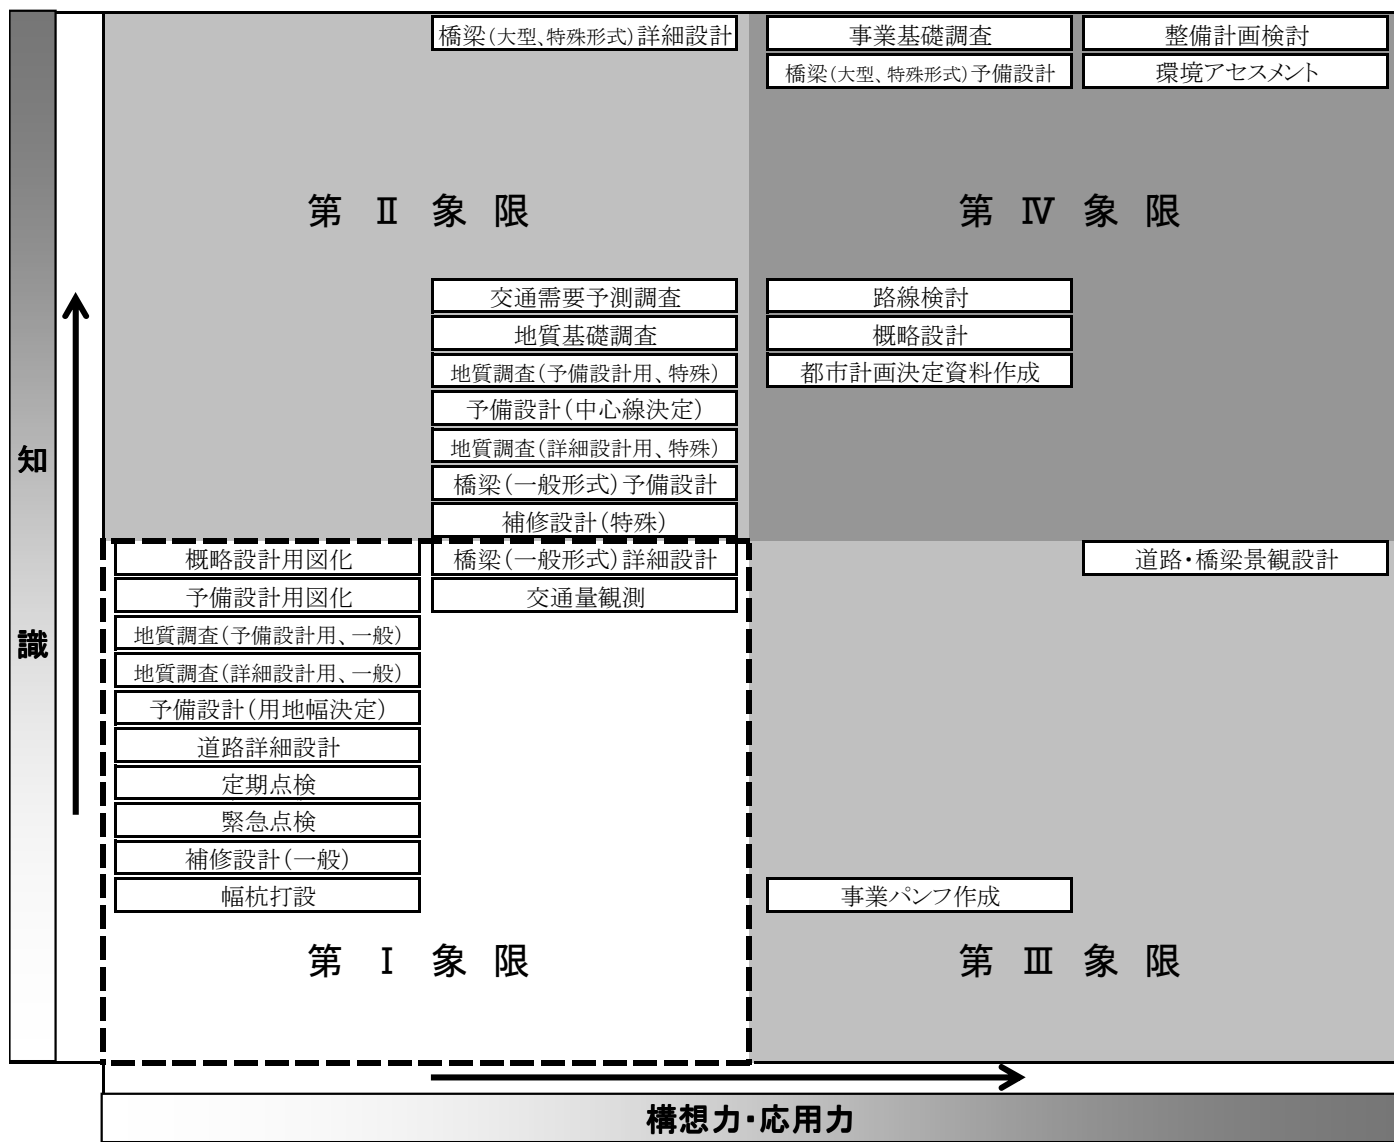 橋梁(大型、特殊形式)詳細設計
事業基礎調査
整備計画検討
橋梁(大型、特殊形式)予備設計
環境アセスメント
第 Ⅱ 象 限
第 Ⅳ 象 限
交通需要予測調査
路線検討
地質基礎調査
概略設計
地質調査(予備設計用、特殊)
都市計画決定資料作成
予備設計(中心線決定)
地質調査(詳細設計用、特殊)
橋梁(一般形式)予備設計
補修設計(特殊)
知
識
概略設計用図化
橋梁(一般形式)詳細設計
道路・橋梁景観設計
予備設計用図化
交通量観測
地質調査(予備設計用、一般)
地質調査(詳細設計用、一般)
予備設計(用地幅決定)
道路詳細設計
定期点検
緊急点検
補修設計(一般)
幅杭打設
事業パンフ作成
第 Ⅰ 象 限
第 Ⅲ 象 限
構想力・応用力